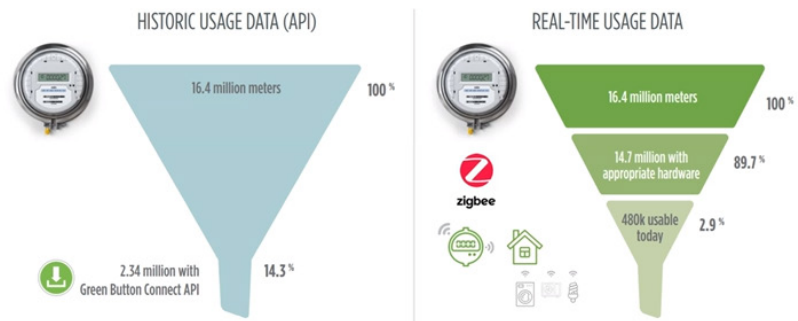 HISTORIC USAGE DATA (API)
16.4 million meters
100 %
2.34 million with
Green Button Connect API
14.3 %
REAL-TIME USAGE DATA
16.4 million meters
100 %
zigbee
14.7 million with
appropriate hardware
89.7 %
480k usable
today
2.9 %